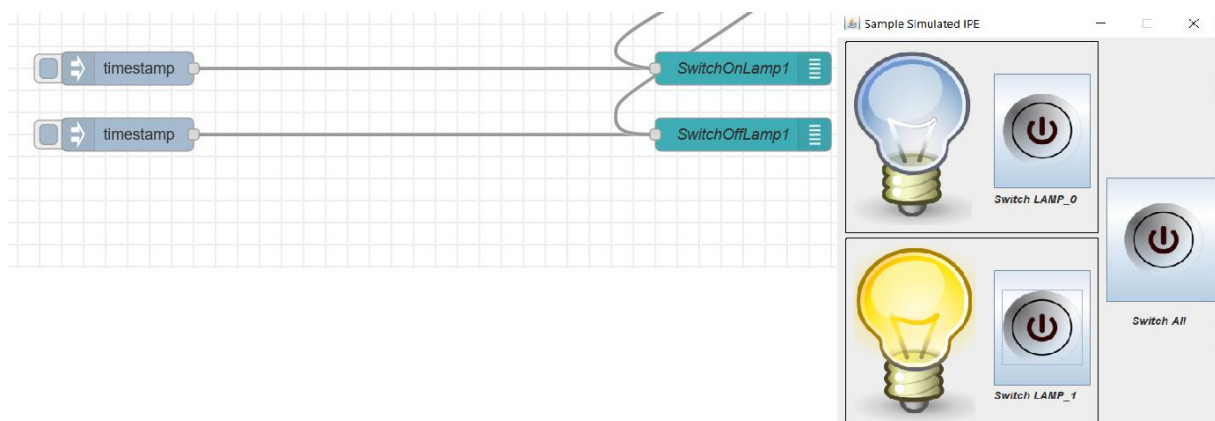 timestamp
SwitchOnLamp1
timestamp
SwitchOffLamp1
Sample Simulated IPE
Switch LAMP_0
Switch All
Switch LAMP_1